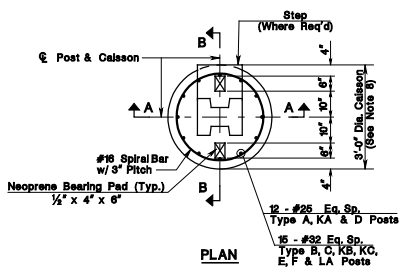 Step
(Where Req'd)
B
℄ Post & Caisson
4"
6"
10"
10"
6"
4"
3'-0" Dia. Caisson
(See Note 8)
A
A
#16 Spiral Bar
w/ 3" Pitch
Neoprene Bearing Pad (Typ.)
½" x 4" x 6"
B
12 - #25 Eq. Sp.
Type A, KA & D Posts
15 - #32 Eq. Sp.
Type B, C, KB, KC,
E, F & LA Posts
PLAN